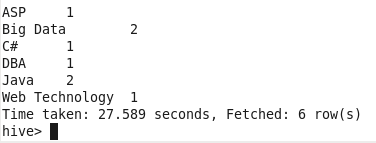 ASP	1
Big Data	2
C#	1
DBA	1
Java	2
Web Technology	1
Time taken: 27.589 seconds, Fetched: 6 row(s)
hive>